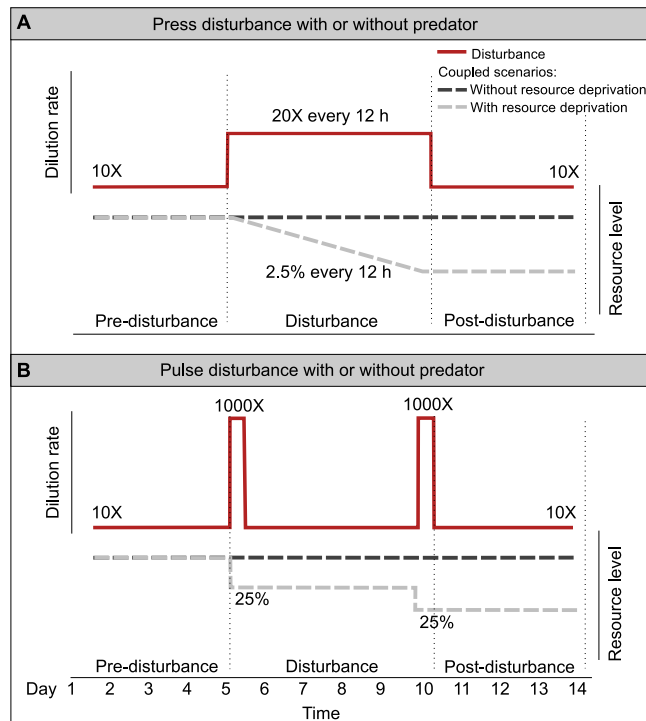 A Press disturbance with or without predator
Disturbance
Coupled scenarios:
Without resource deprivation
With resource deprivation
Dilution rate
20X every 12 h
10X
10X
Resource level
2.5% every 12 h
Pre-disturbance Disturbance Post-disturbance
B Pulse disturbance with or without predator
1000X 1000X
Dilution rate
10X
10X
Resource level
25%
25%
Pre-disturbance Disturbance Post-disturbance
Day 1 2 3 4 5 6 7 8 9 10 11 12 13 14
Time